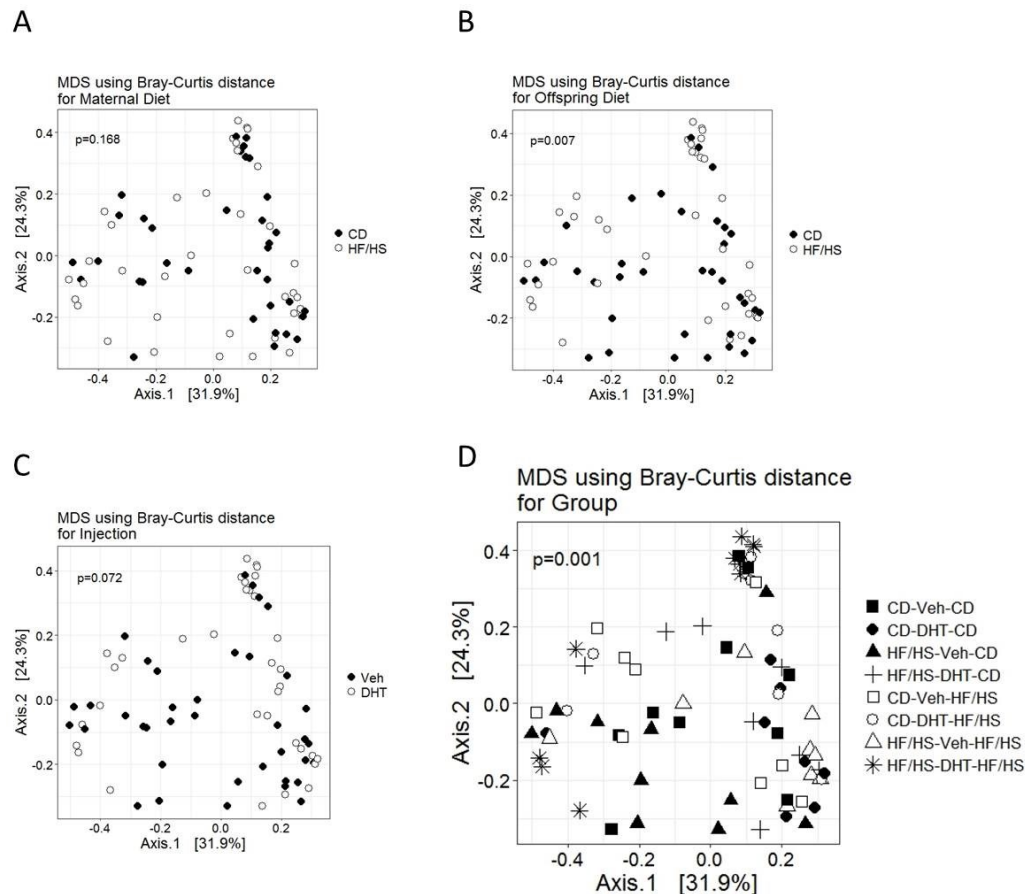 A
MDS using Bray-Curtis distance
for Maternal Diet
p=0.168
0.4
0.2
0.0
-0.2
Axis.2 [24.3%]
-0.4
-0.2
0.0
0.2
Axis.1 [31.9%]
CD
HF/HS
B
MDS using Bray-Curtis distance
for Offspring Diet
p=0.007
0.4
0.2
0.0
-0.2
Axis.2 [24.3%]
-0.4
-0.2
0.0
0.2
Axis.1 [31.9%]
CD
HF/HS
C
MDS using Bray-Curtis distance
for Injection
p=0.072
0.4
0.2
0.0
-0.2
Axis.2 [24.3%]
-0.4
-0.2
0.0
0.2
Axis.1 [31.9%]
Veh
DHT
D
MDS using Bray-Curtis distance
for Group
p=0.001
0.4
0.2
0.0
-0.2
Axis.2 [24.3%]
-0.4
-0.2
0.0
0.2
Axis.1 [31.9%]
CD-Veh-CD
CD-DHT-CD
HF/HS-Veh-CD
HF/HS-DHT-CD
CD-Veh-HF/HS
CD-DHT-HF/HS
HF/HS-Veh-HF/HS
HF/HS-DHT-HF/HS